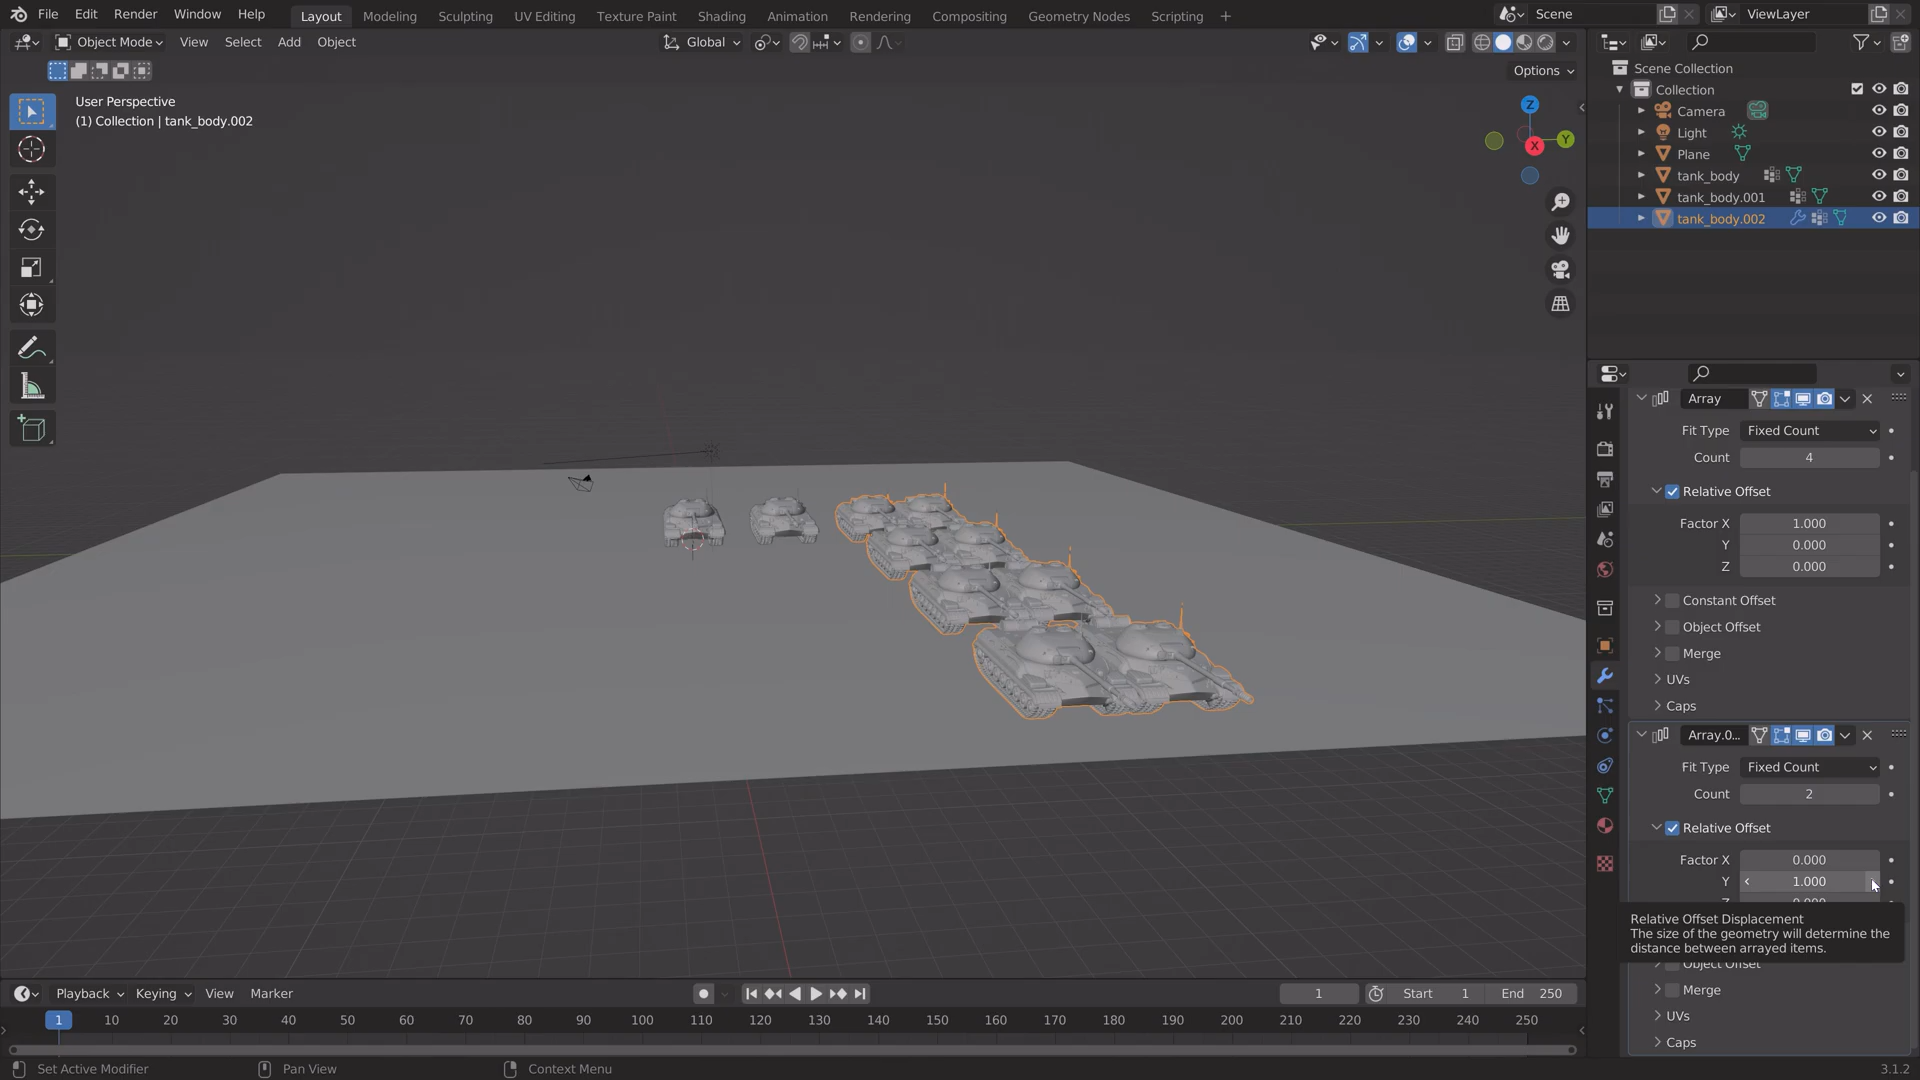 File Edit Render Window Help
Layout Modeling Sculpting UV Editing Texture Paint Shading Animation Rendering Compositing Geometry Nodes Scripting +
Scene
ViewLayer
Object Mode View Select Add Object
Global
Options
User Perspective
(1) Collection | tank_body.002
Z
Y
X
Scene Collection
Collection
Camera
Light
Plane
tank_body
tank_body.001
tank_body.002
Array
Fit Type Fixed Count
Count 4
Relative Offset
Factor X 1.000
Y 0.000
Z 0.000
Constant Offset
Object Offset
Merge
UVs
Caps
Array.0...
Fit Type Fixed Count
Count 2
Relative Offset
Factor X 0.000
Y 1.000
Relative Offset Displacement
The size of the geometry will determine the
distance between arrayed items.
Object Offset
Merge
UVs
Caps
Playback Keying View Marker
1
Start 1 End 250
1 10 20 30 40 50 60 70 80 90 100 110 120 130 140 150 160 170 180 190 200 210 220 230 240 250
Set Active Modifier Pan View Context Menu
3.1.2